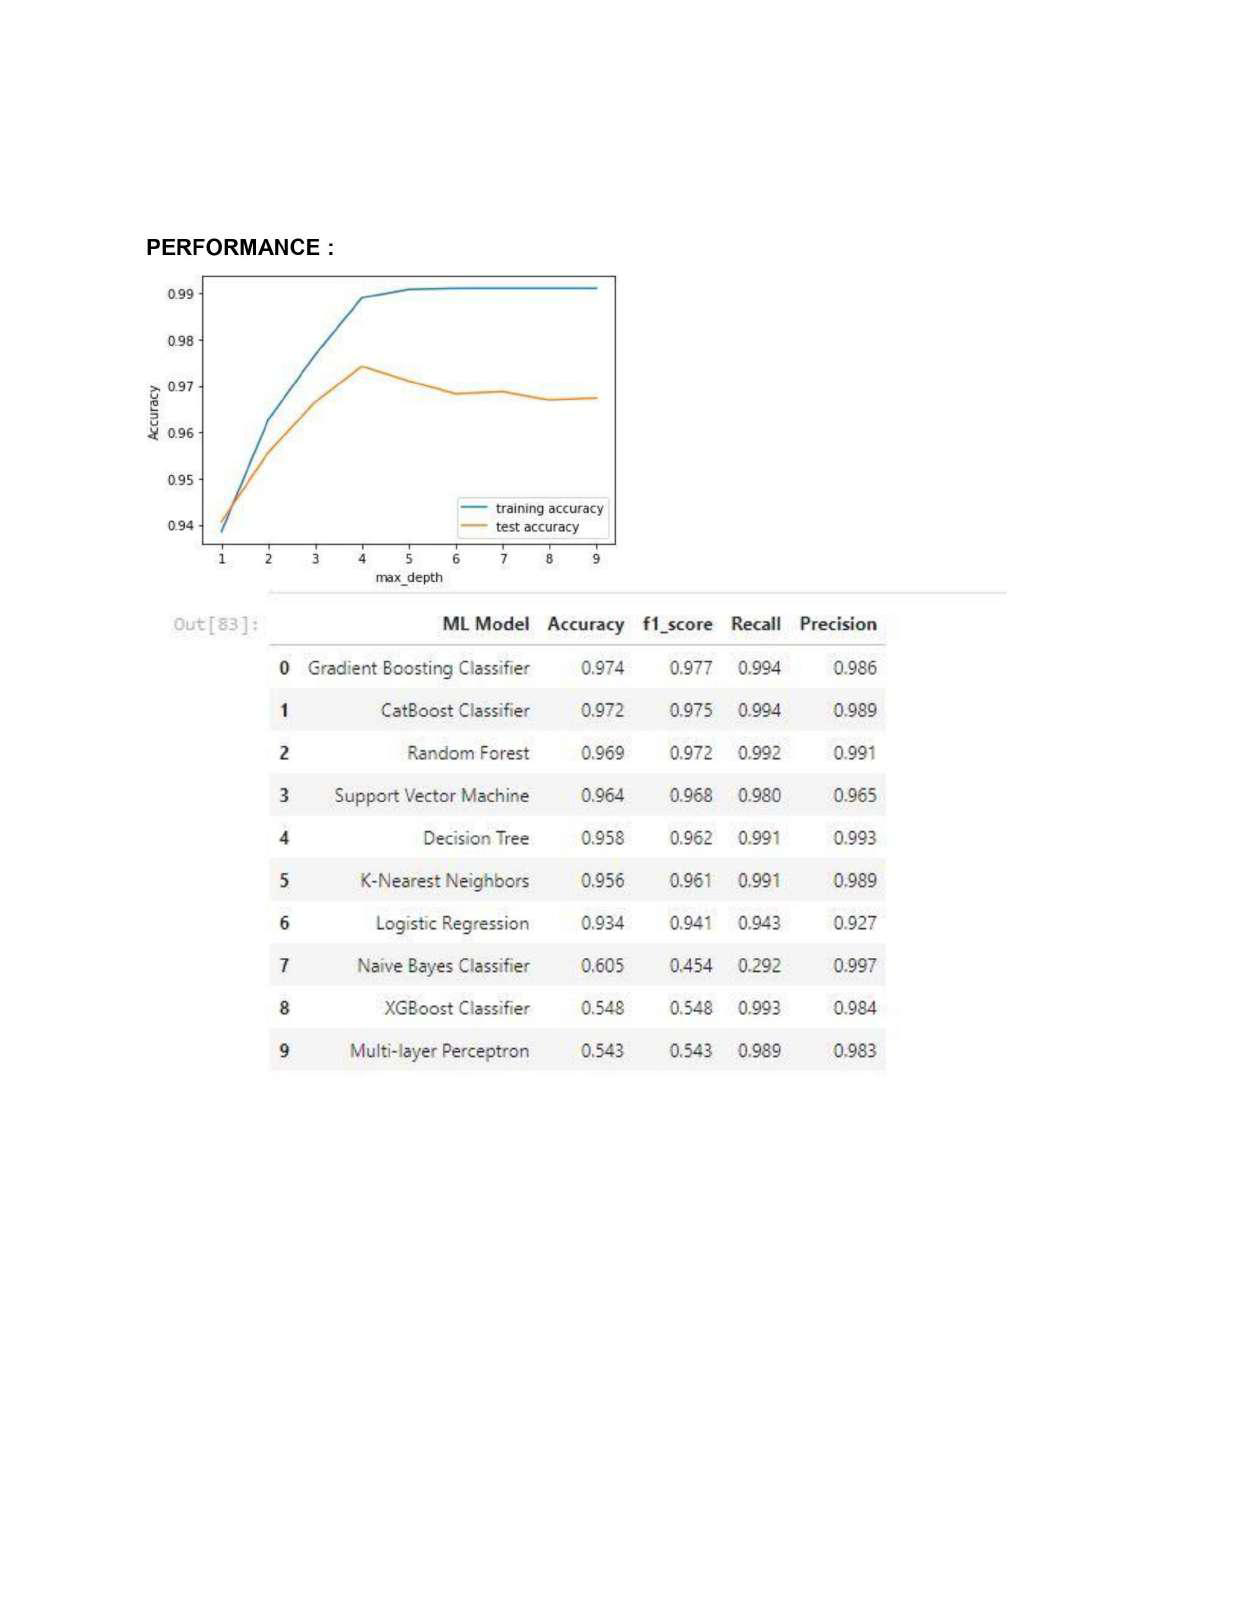 PERFORMANCE :
0.99
0.98
0.97
0.96
0.95
0.94
Accuracy
training accuracy
test accuracy
1 2 3 4 5 6 7 8 9
max_depth
Out[83]:
ML Model Accuracy f1_score Recall Precision
0 Gradient Boosting Classifier 0.974 0.977 0.994 0.986
1 CatBoost Classifier 0.972 0.975 0.994 0.989
2 Random Forest 0.969 0.972 0.992 0.991
3 Support Vector Machine 0.964 0.968 0.980 0.965
4 Decision Tree 0.958 0.962 0.991 0.993
5 K-Nearest Neighbors 0.956 0.961 0.991 0.989
6 Logistic Regression 0.934 0.941 0.943 0.927
7 Naive Bayes Classifier 0.605 0.454 0.292 0.997
8 XGBoost Classifier 0.548 0.548 0.993 0.984
9 Multi-layer Perceptron 0.543 0.543 0.989 0.983